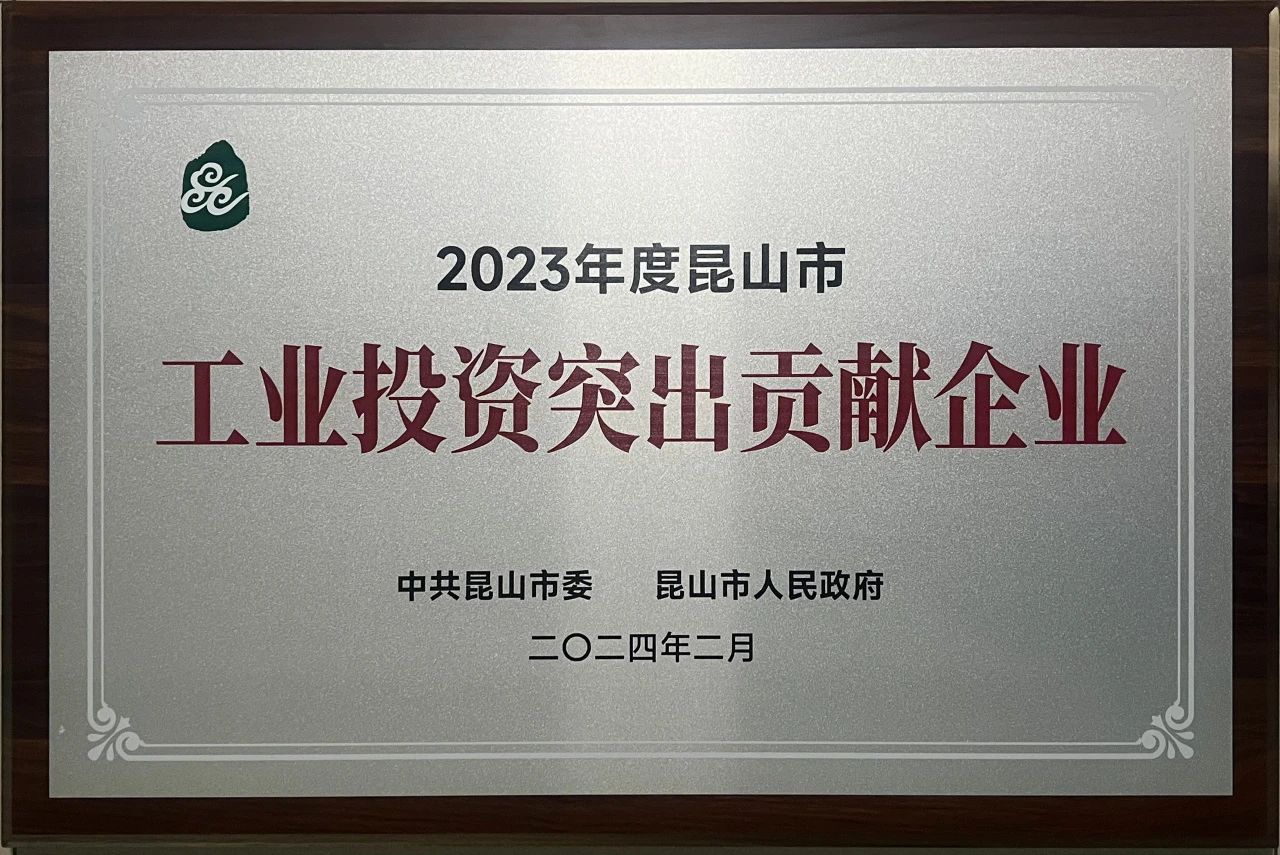 2023年度昆山市
工业投资突出贡献企业
中共昆山市委 昆山市人民政府
二〇二四年二月